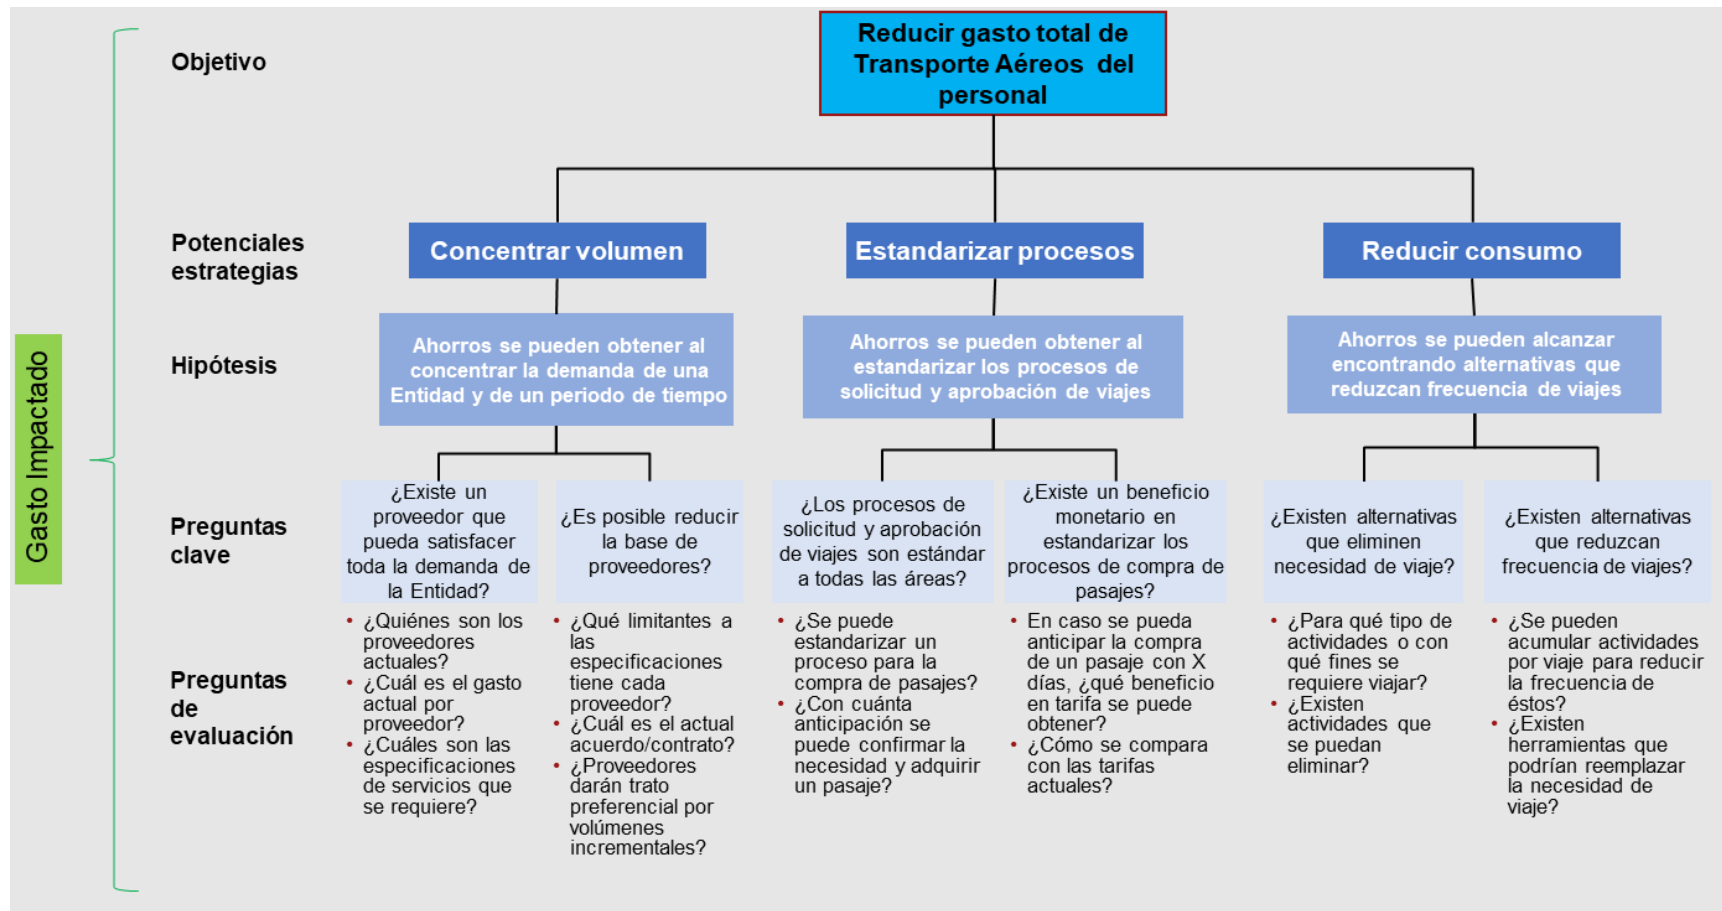 Gasto Impactado
Objetivo
Reducir gasto total de
Transporte Aéreos del
personal
Potenciales
estrategias
Concentrar volumen
Estandarizar procesos
Reducir consumo
Hipótesis
Ahorros se pueden obtener al
concentrar la demanda de una
Entidad y de un periodo de tiempo
Ahorros se pueden obtener al
estandarizar los procesos de
solicitud y aprobación de viajes
Ahorros se pueden alcanzar
encontrando alternativas que
reduzcan frecuencia de viajes
Preguntas
clave
¿Existe un
proveedor que
pueda satisfacer
toda la demanda de
la Entidad?
¿Es posible reducir
la base de
proveedores?
¿Los procesos de
solicitud y aprobación
de viajes son estándar
a todas las áreas?
¿Existe un beneficio
monetario en
estandarizar los
procesos de compra de
pasajes?
¿Existen alternativas
que eliminen
necesidad de viaje?
¿Existen alternativas
que reduzcan
frecuencia de viajes?
Preguntas
de
evaluación
• ¿Quiénes son los
proveedores
actuales?
• ¿Cuál es el gasto
actual por
proveedor?
• ¿Cuáles son las
especificaciones
de servicios que
se requiere?
• ¿Qué limitantes a
las
especificaciones
tiene cada
proveedor?
• ¿Cuál es el actual
acuerdo/contrato?
• ¿Proveedores
darán trato
preferencial por
volúmenes
incrementales?
• ¿Se puede
estandarizar un
proceso para la
compra de pasajes?
• ¿Con cuánta
anticipación se
puede confirmar la
necesidad y adquirir
un pasaje?
• En caso se pueda
anticipar la compra
de un pasaje con X
días, ¿qué beneficio
en tarifa se puede
obtener?
• ¿Cómo se compara
con las tarifas
actuales?
• ¿Para qué tipo de
actividades o con
qué fines se
requiere viajar?
• ¿Existen
actividades que
se puedan
eliminar?
• ¿Se pueden
acumular actividades
por viaje para reducir
la frecuencia de
éstos?
• ¿Existen
herramientas que
podrían reemplazar
la necesidad de
viaje?